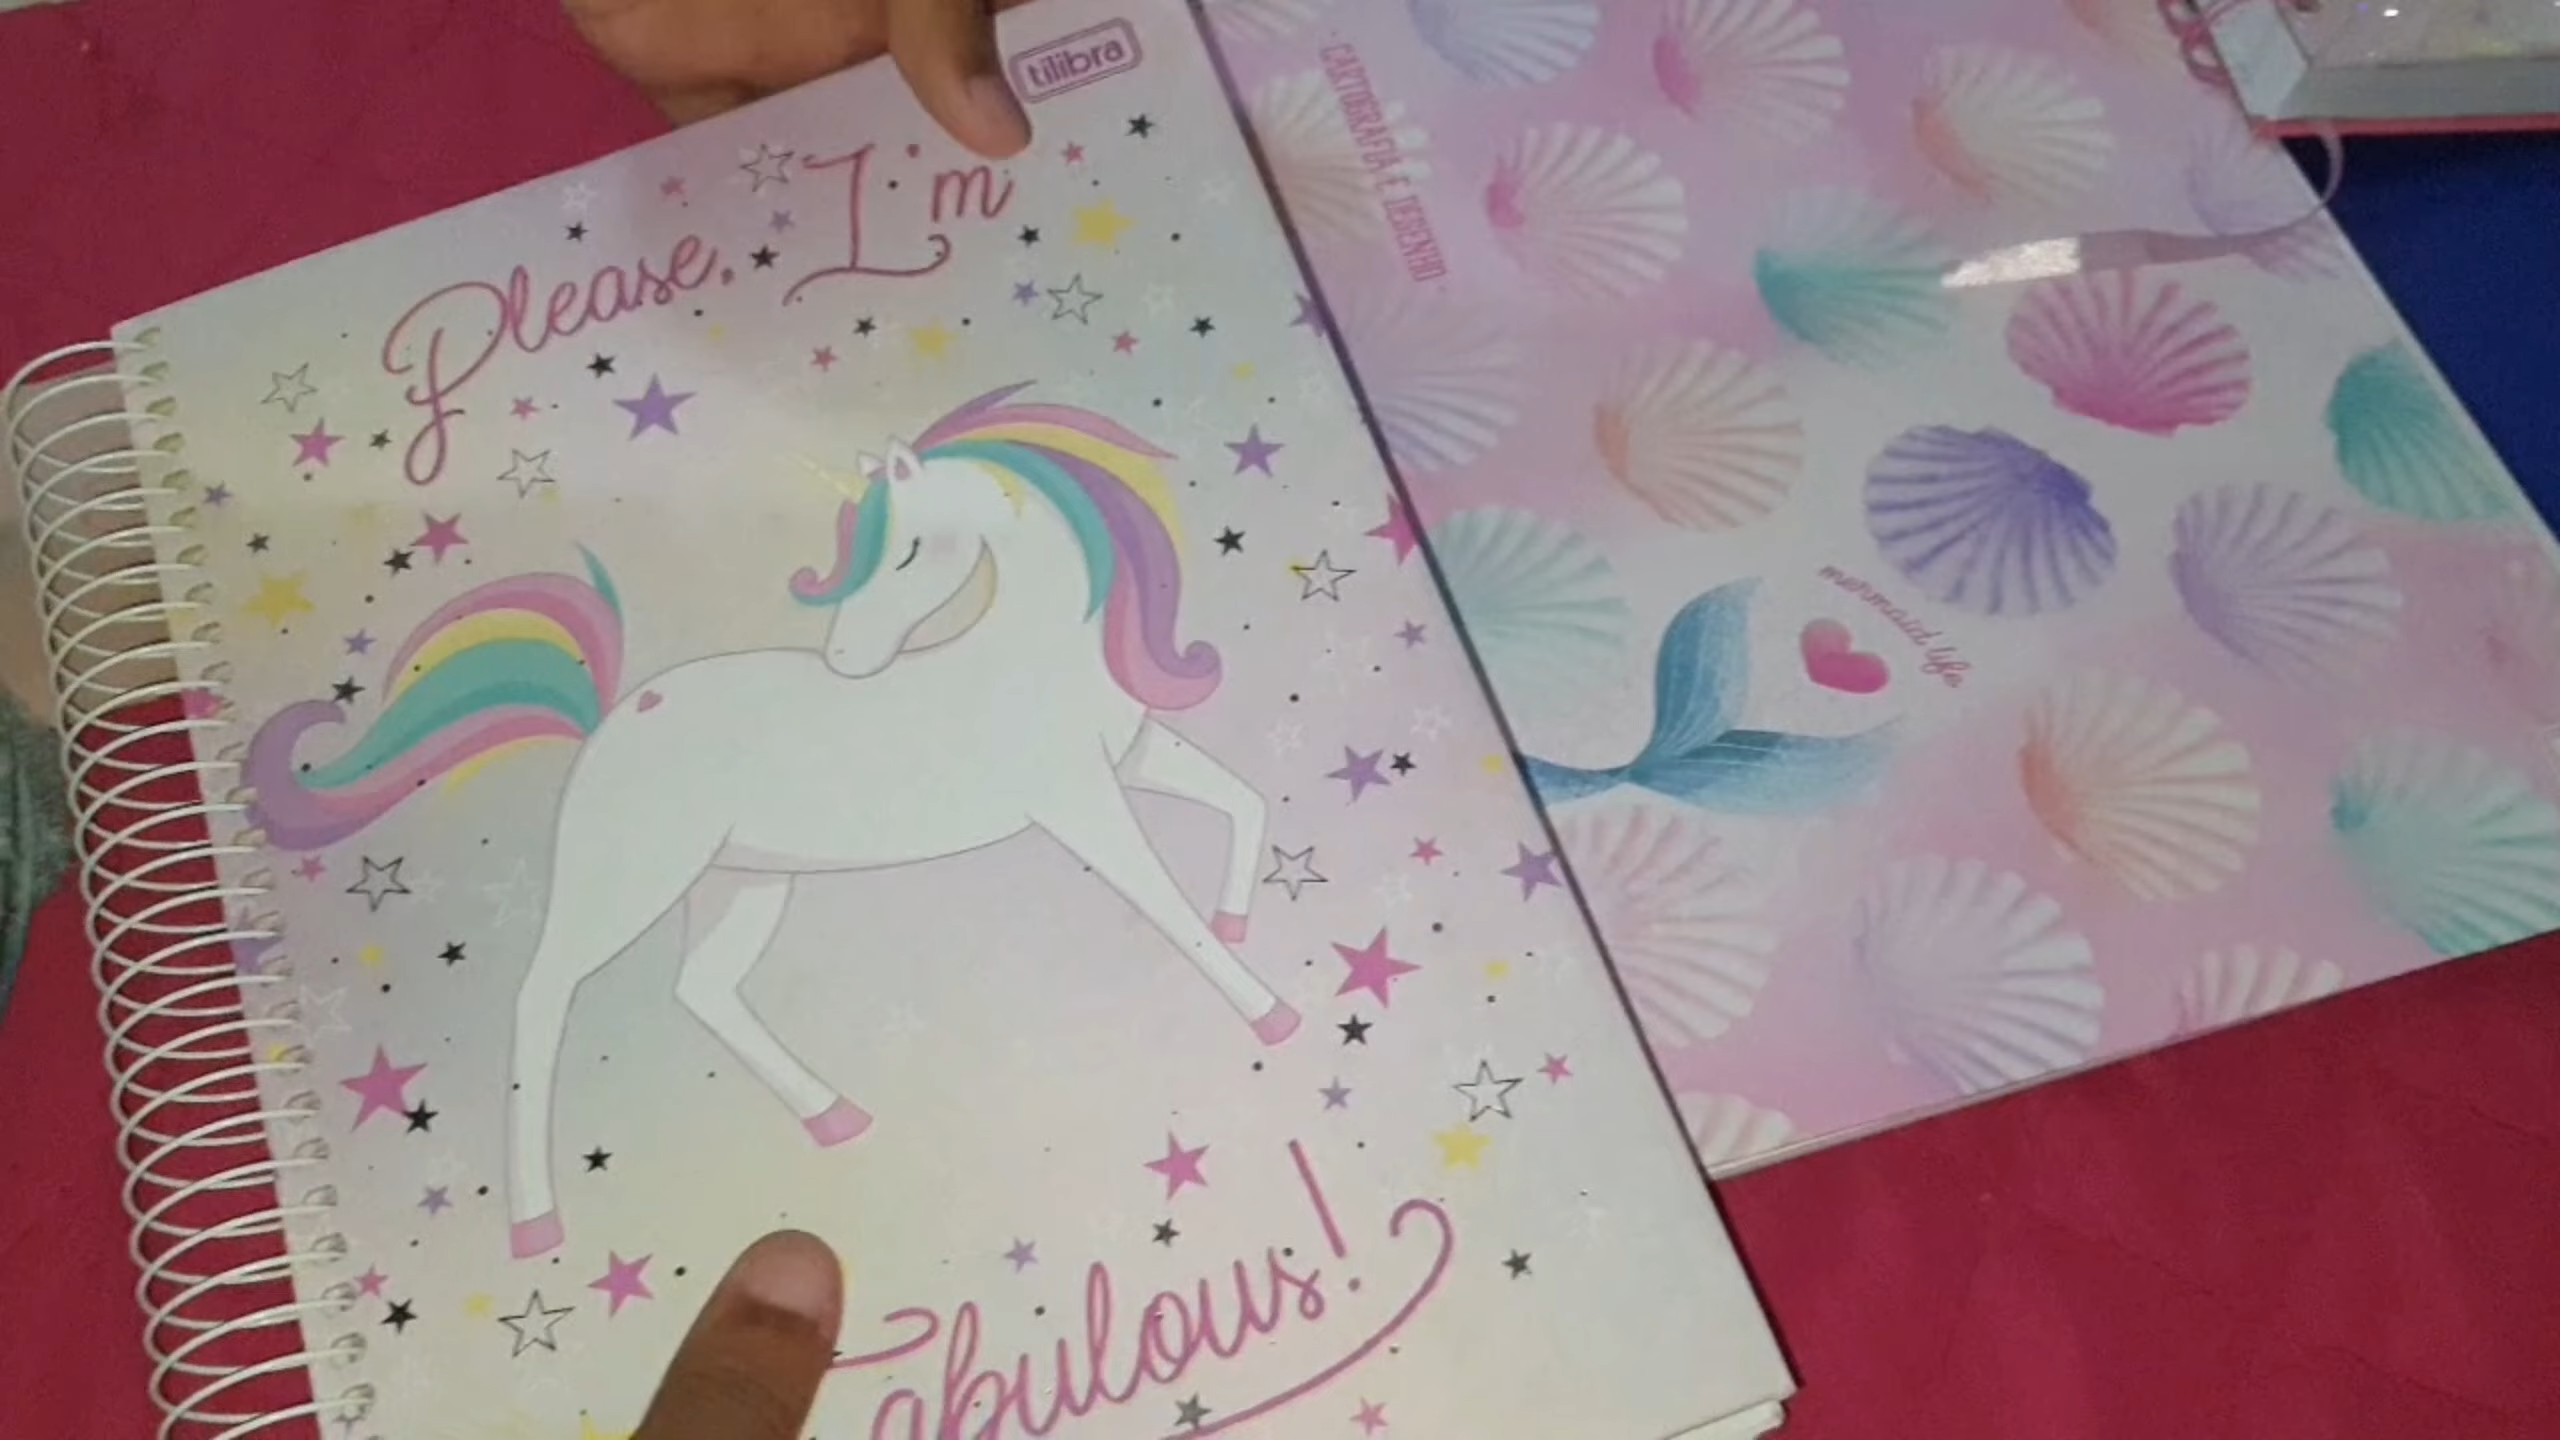 tilibra
Please, I'm
abulous!
CARTOGRAFIA E DESENHO
mermaid life